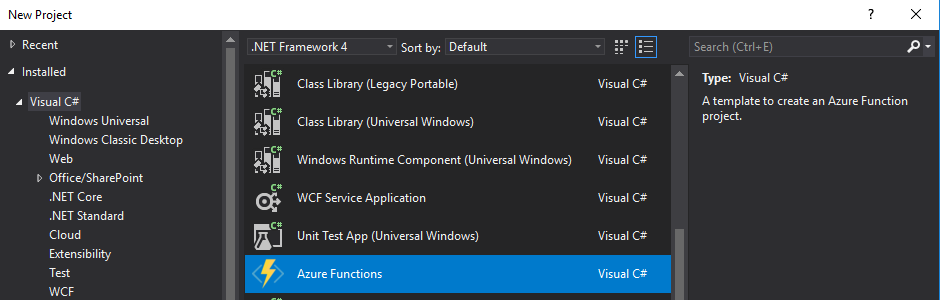 New Project
?
Recent
Installed
Visual C#
Windows Universal
Windows Classic Desktop
Web
Office/SharePoint
.NET Core
.NET Standard
Cloud
Extensibility
Test
WCF
.NET Framework 4 Sort by: Default
C# Class Library (Legacy Portable) Visual C#
C# Class Library (Universal Windows) Visual C#
C# Windows Runtime Component (Universal Windows) Visual C#
C# WCF Service Application Visual C#
C# Unit Test App (Universal Windows) Visual C#
Azure Functions Visual C#
Search (Ctrl+E)
Type: Visual C#
A template to create an Azure Function
project.